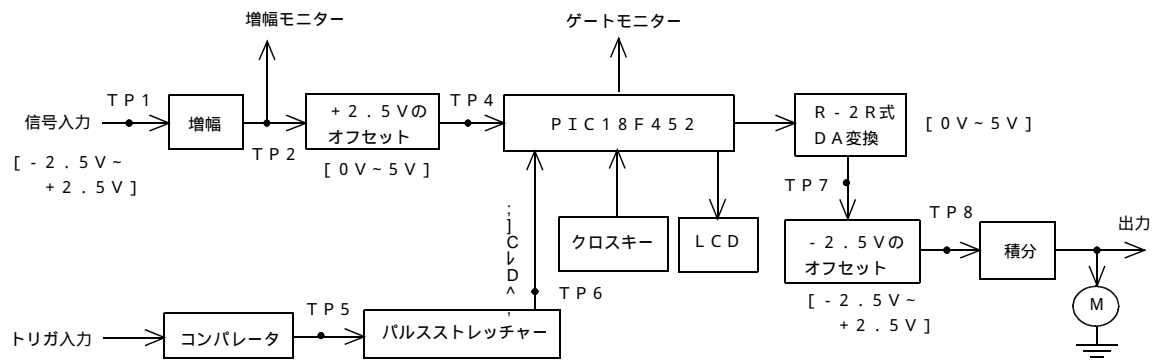 増幅モニター
ゲートモニター
TP1
信号入力
[-2.5V~
+2.5V]
増幅
TP2
+2.5Vの
オフセット
[0V~5V]
TP4
PIC18F452
R-2R式
DA変換
[0V~5V]
TP7
クロスキー
LCD
-2.5Vの
オフセット
[-2.5V~
+2.5V]
TP8
積分
出力
M
トリガ入力
コンパレータ
TP5
パルスストレッチャー
TP6